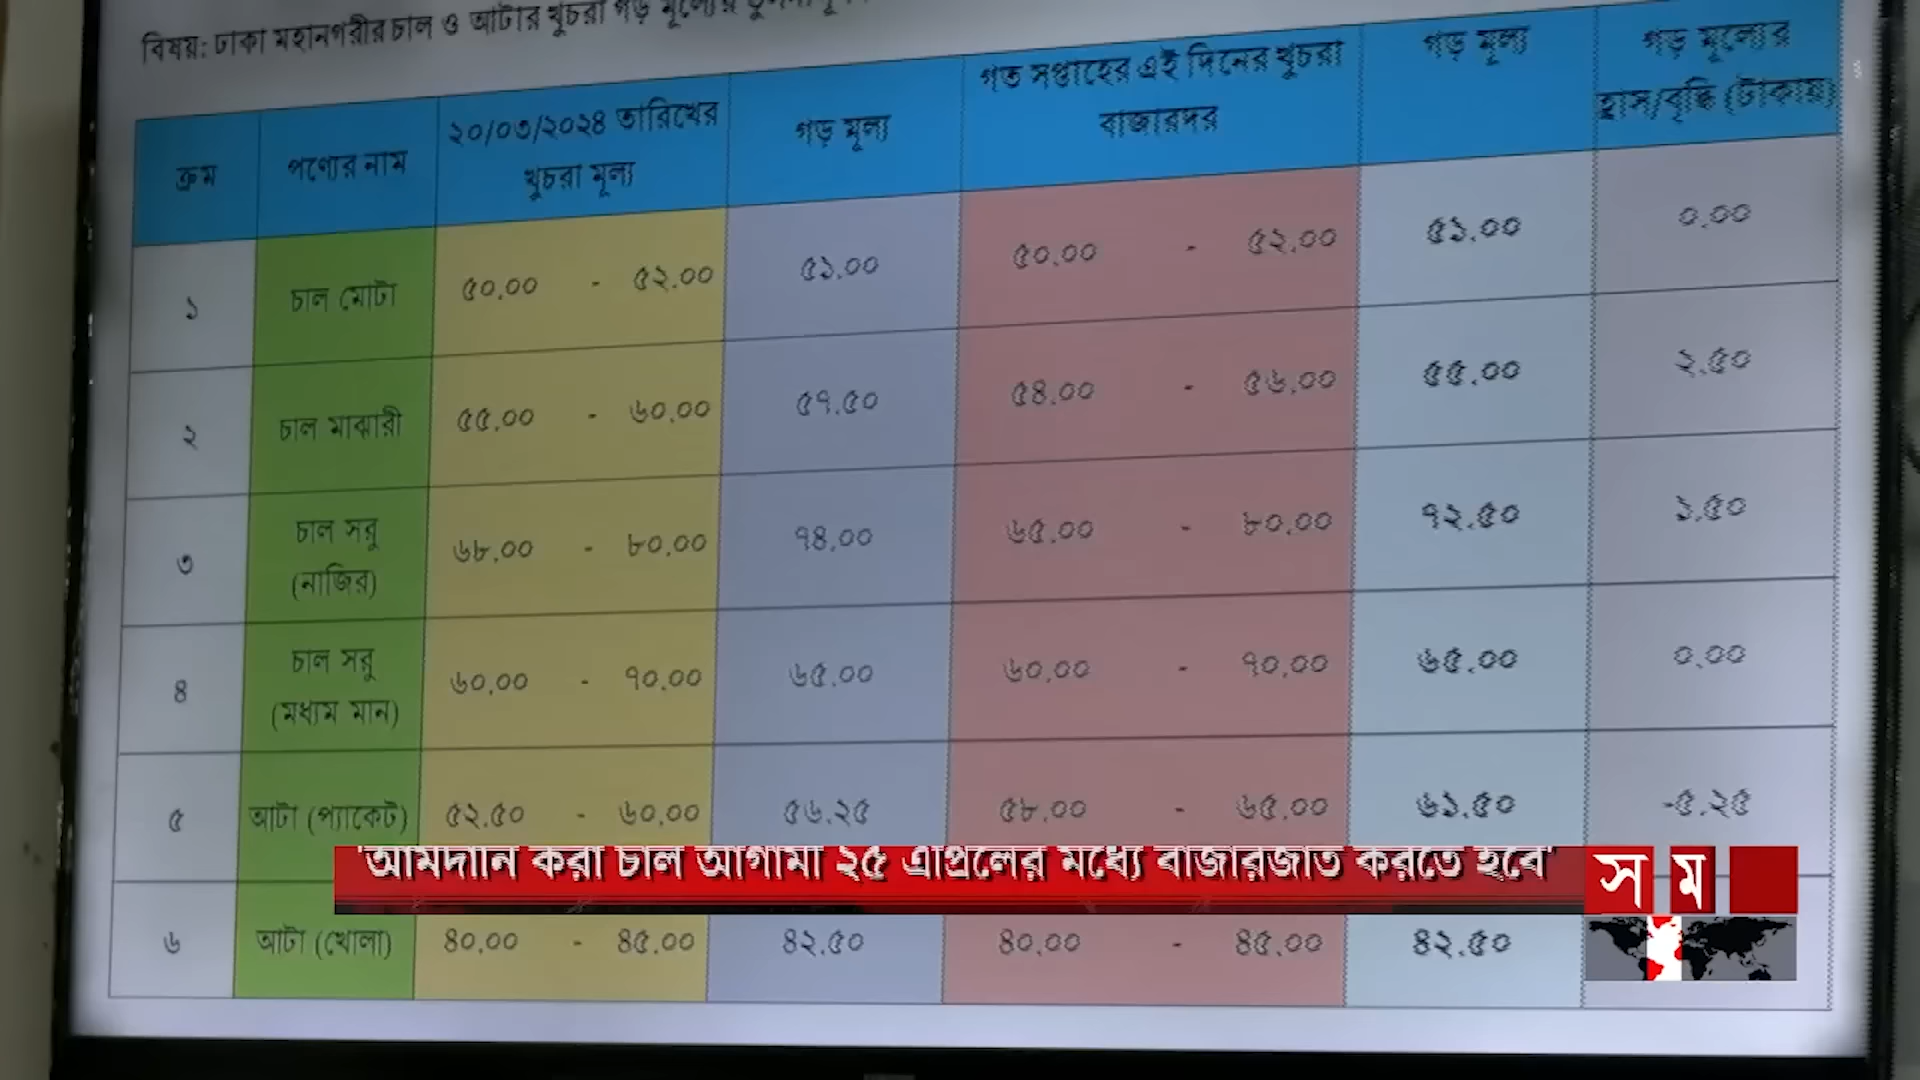 বিষয়: ঢাকা মহানগরীর চাল ও আটার খুচরা গড় মূল্যের
ক্রম পণ্যের নাম ২০/০৩/২০২৪ তারিখের খুচরা মূল্য গড় মূল্য গত সপ্তাহের এই দিনের খুচরা বাজারদর গড় মূল্য গড় মূল্যের হ্রাস/বৃদ্ধি (টাকায়)
১ চাল মোটা ৫০.০০ - ৫২.০০ ৫১.০০ ৫০.০০ - ৫২.০০ ৫১.০০ ০.০০
২ চাল মাঝারী ৫৫.০০ - ৬০.০০ ৫৭.৫০ ৫৪.০০ - ৫৬.০০ ৫৫.০০ ২.৫০
৩ চাল সরু (নাজির) ৬৮.০০ - ৮০.০০ ৭৪.০০ ৬৫.০০ - ৮০.০০ ৭২.৫০ ১.৫০
৪ চাল সরু (মধ্যম মান) ৬০.০০ - ৭০.০০ ৬৫.০০ ৬০.০০ - ৭০.০০ ৬৫.০০ ০.০০
৫ আটা (প্যাকেট) ৫২.৫০ - ৬০.০০ ৫৬.২৫ ৫৮.০০ - ৬৫.০০ ৬১.৫০ -৫.২৫
'আমদানি করা চাল আগামী ২৫ এপ্রিলের মধ্যে বাজারজাত করতে হবে'
সম
৬ আটা (খোলা) ৪০.০০ - ৪৫.০০ ৪২.৫০ ৪০.০০ - ৪৫.০০ ৪২.৫০